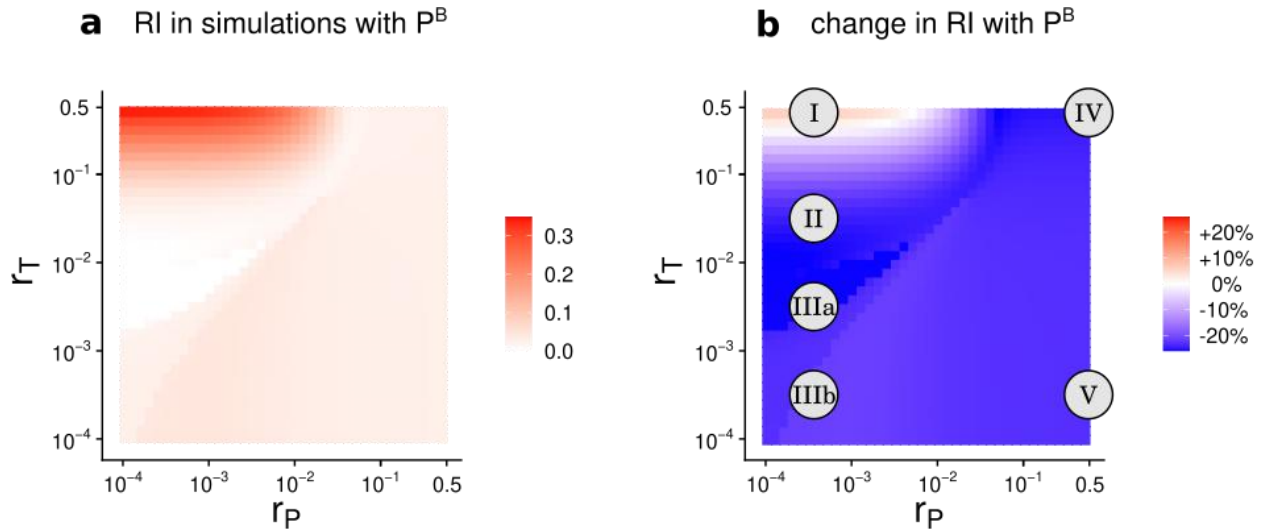 a RI in simulations with Pᴮ
0.5
10⁻¹
10⁻²
10⁻³
10⁻⁴
r_T
10⁻⁴ 10⁻³ 10⁻² 10⁻¹ 0.5
r_P
0.3
0.2
0.1
0.0
b change in RI with Pᴮ
0.5
10⁻¹
10⁻²
10⁻³
10⁻⁴
r_T
I
IV
II
IIIa
IIIb
V
10⁻⁴ 10⁻³ 10⁻² 10⁻¹ 0.5
r_P
+20%
+10%
0%
-10%
-20%